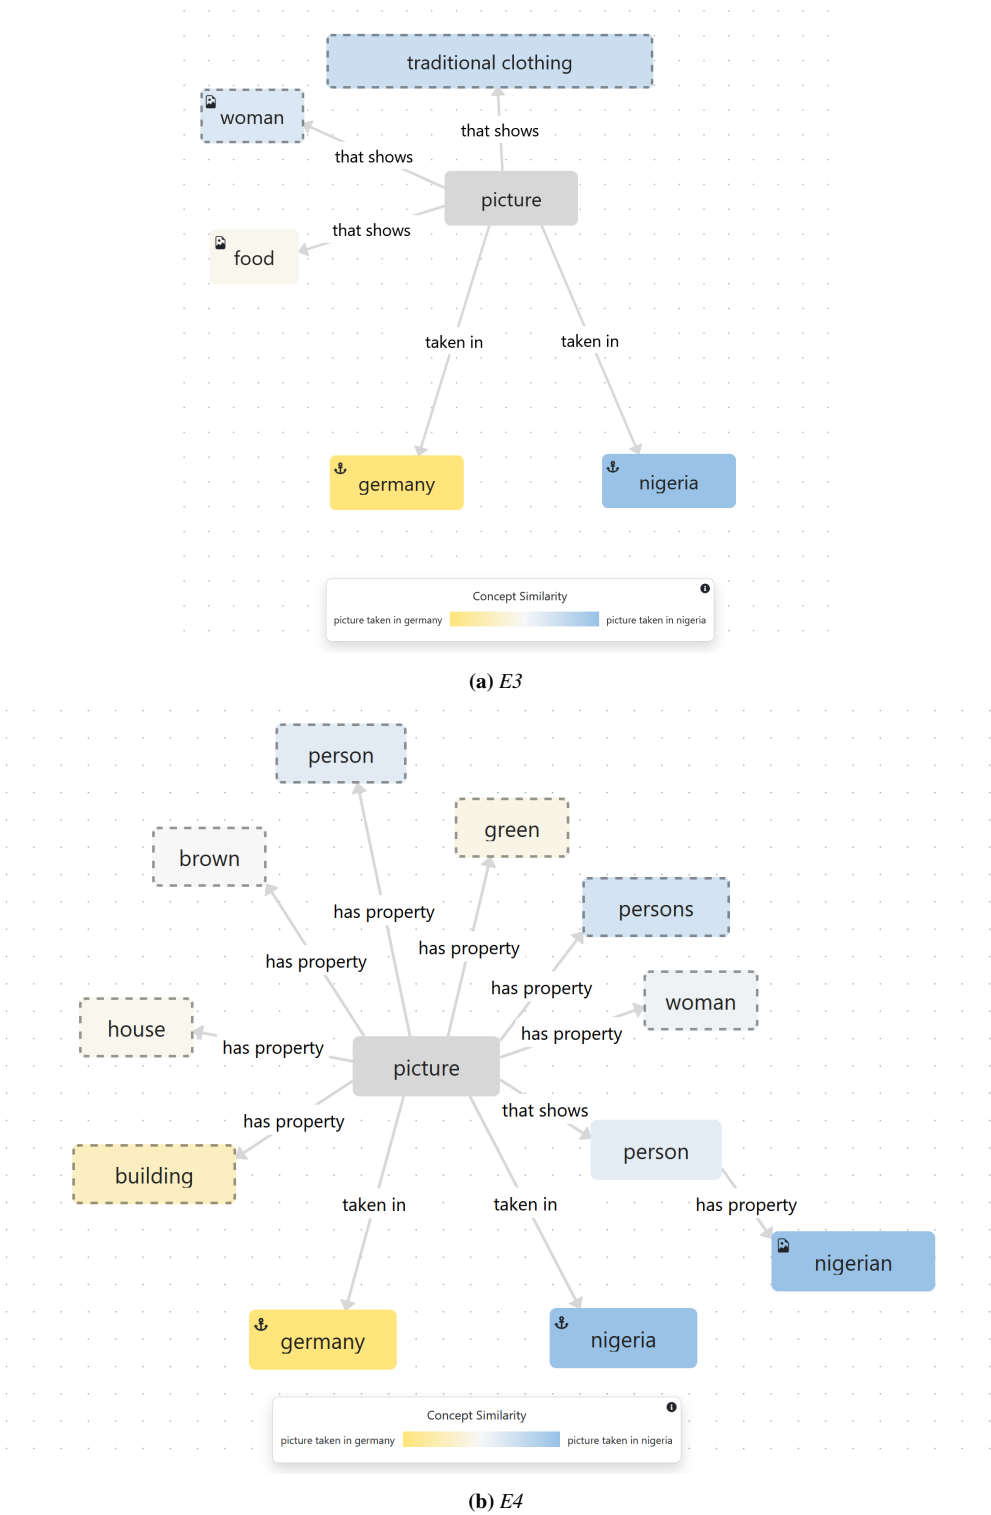 traditional clothing
woman
that shows
that shows
picture
that shows
food
taken in
taken in
germany
nigeria
Concept Similarity
picture taken in germany
picture taken in nigeria
(a) E3
person
green
brown
persons
has property
has property
has property
has property
woman
house
has property
has property
picture
that shows
has property
person
building
taken in
taken in
has property
nigerian
germany
nigeria
Concept Similarity
picture taken in germany
picture taken in nigeria
(b) E4